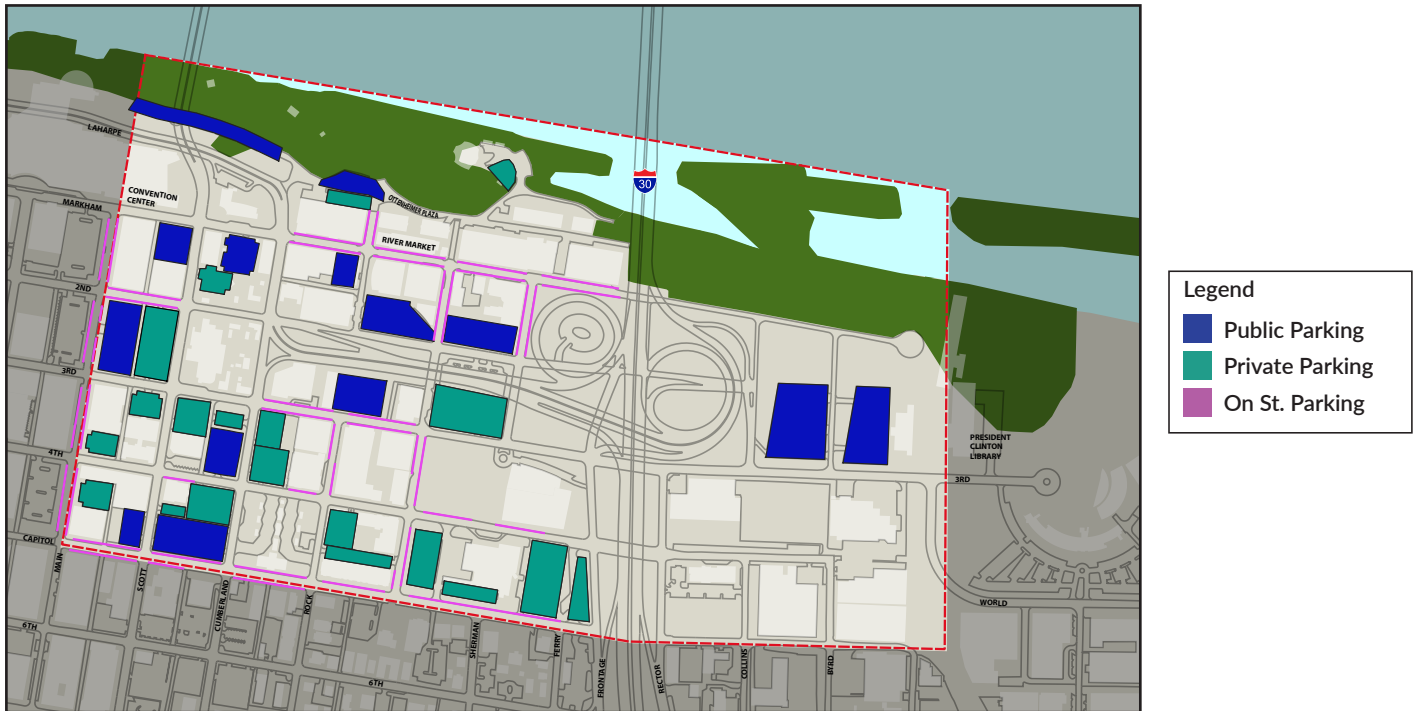 LAHARPE
30
CONVENTION
CENTER
OTTENHEIMER PLAZA
MARKHAM
RIVER MARKET
2ND
3RD
4TH
PRESIDENT
CLINTON
LIBRARY
3RD
CAPITOL
MAIN
SCOTT
CUMBERLAND
ROCK
SHERMAN
FERRY
FRONTAGE
RECTOR
COLLINS
BYRD
WORLD
6TH
6TH
Legend
Public Parking
Private Parking
On St. Parking